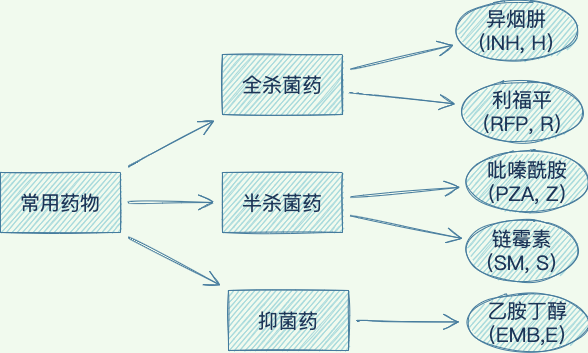 常用药物
全杀菌药
异烟肼
(INH, H)
利福平
(RFP, R)
半杀菌药
吡嗪酰胺
(PZA, Z)
链霉素
(SM, S)
抑菌药
乙胺丁醇
(EMB,E)